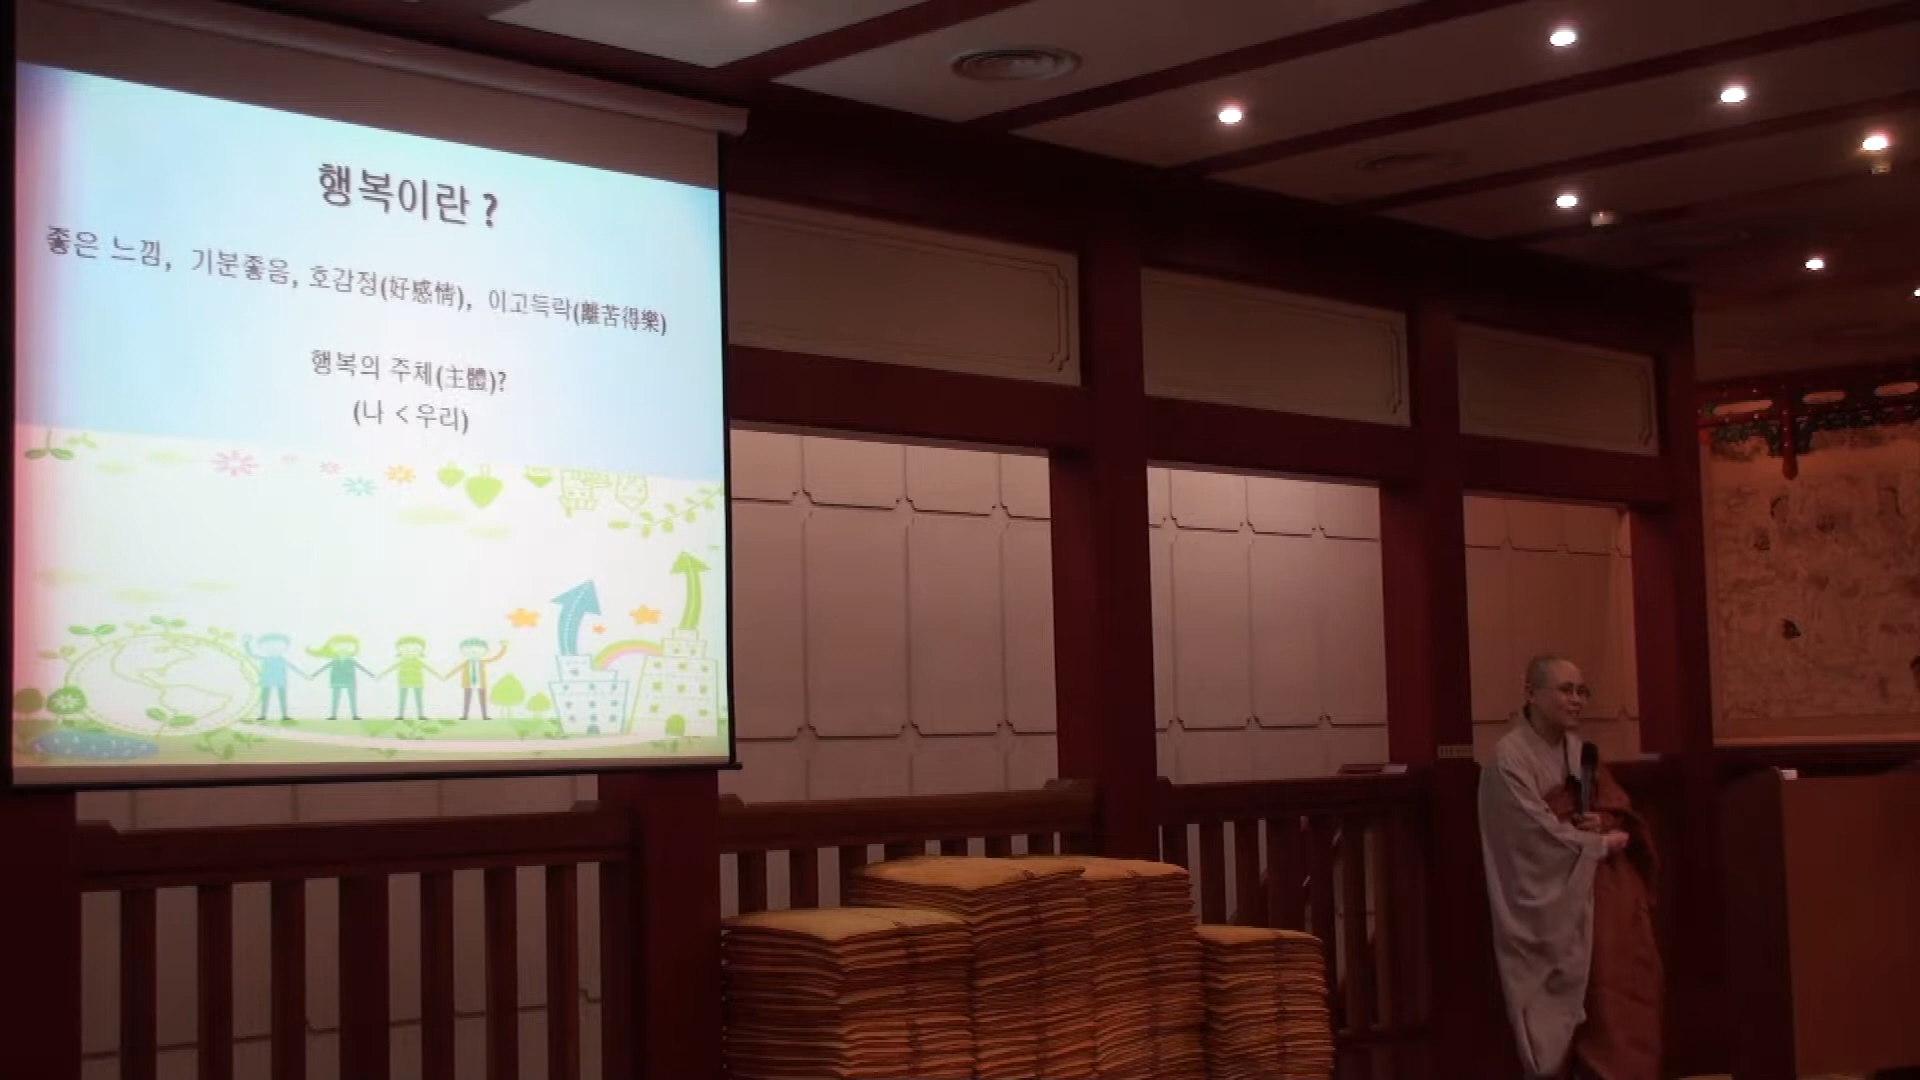 행복이란 ?
좋은 느낌, 기분좋음, 호감정(好感情), 이고득락(離苦得樂)
행복의 주체(主體)?
(나 < 우리)